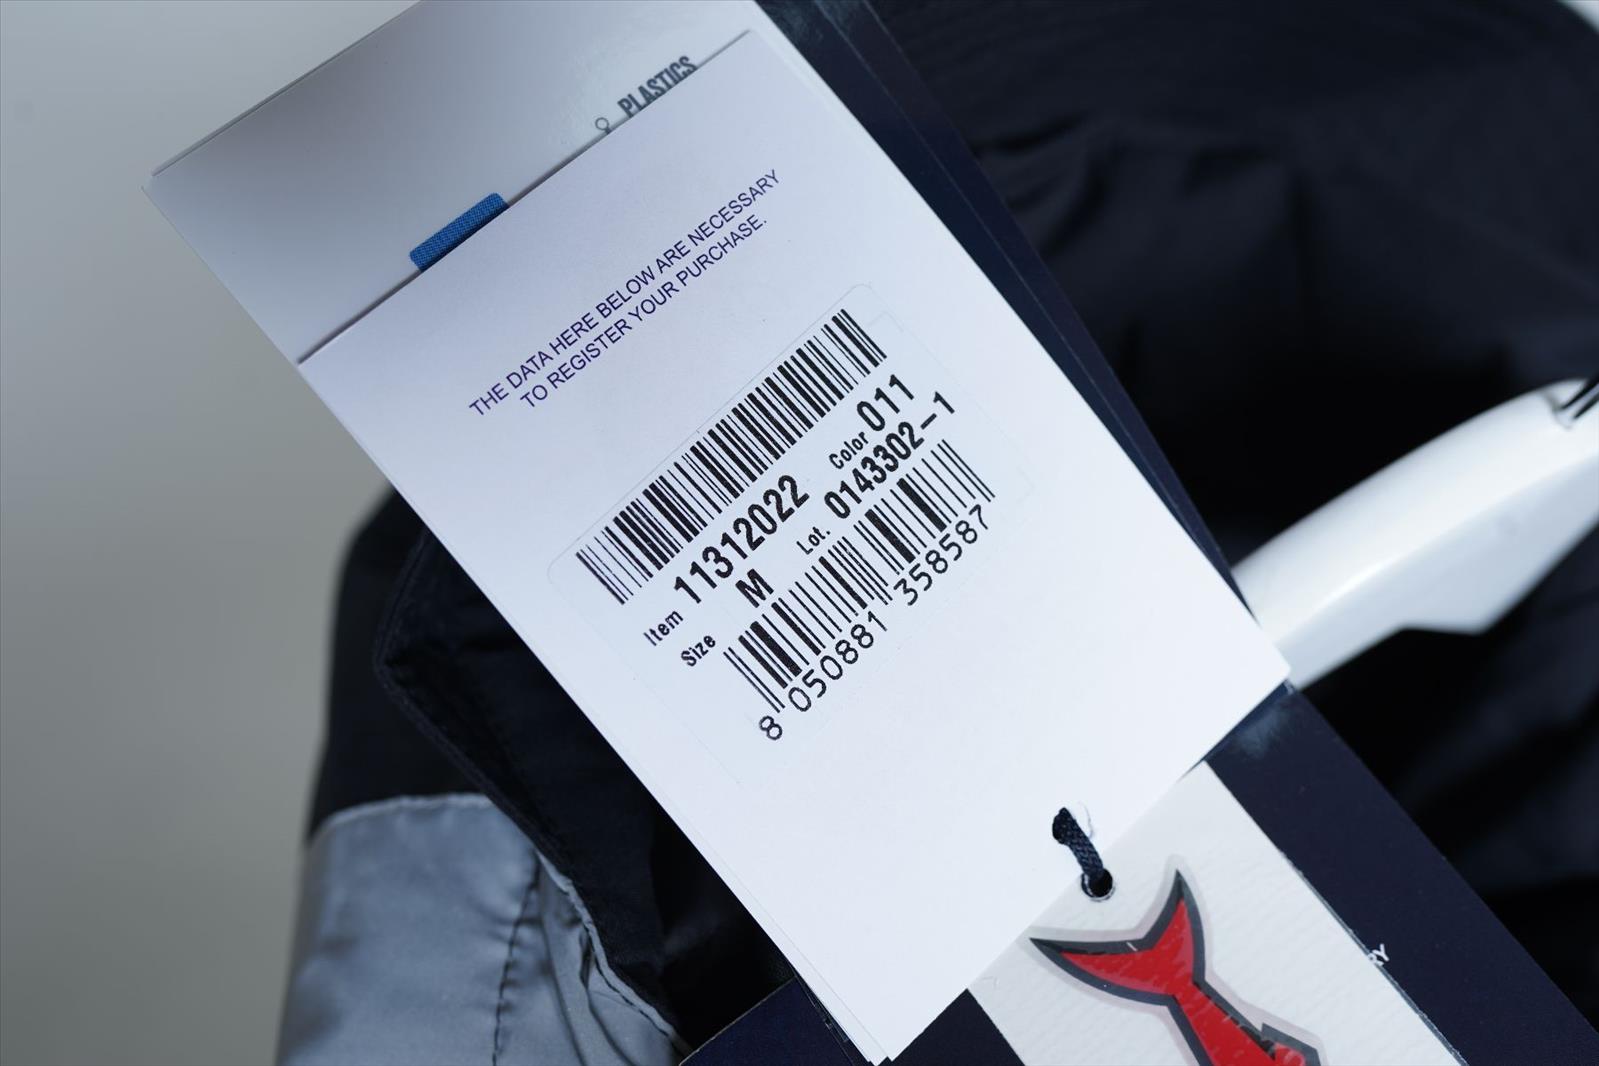 PLASTICS
THE DATA HERE BELOW ARE NECESSARY
TO REGISTER YOUR PURCHASE.
Item 11312022 Color 011
Size M Lot. 0143302-1
8 050881 358587
RY